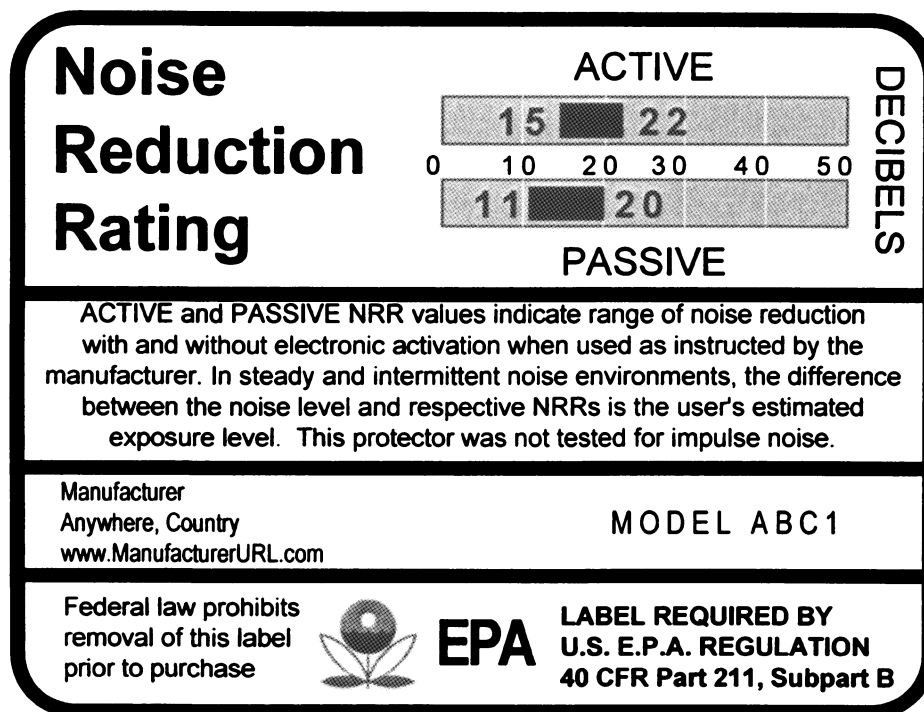 Noise
Reduction
Rating
ACTIVE
15 22
0 10 20 30 40 50
11 20
PASSIVE
DECIBELS
ACTIVE and PASSIVE NRR values indicate range of noise reduction
with and without electronic activation when used as instructed by the
manufacturer. In steady and intermittent noise environments, the difference
between the noise level and respective NRRs is the user's estimated
exposure level. This protector was not tested for impulse noise.
Manufacturer
Anywhere, Country
www.ManufacturerURL.com
MODEL ABC1
Federal law prohibits
removal of this label
prior to purchase
EPA
LABEL REQUIRED BY
U.S. E.P.A. REGULATION
40 CFR Part 211, Subpart B